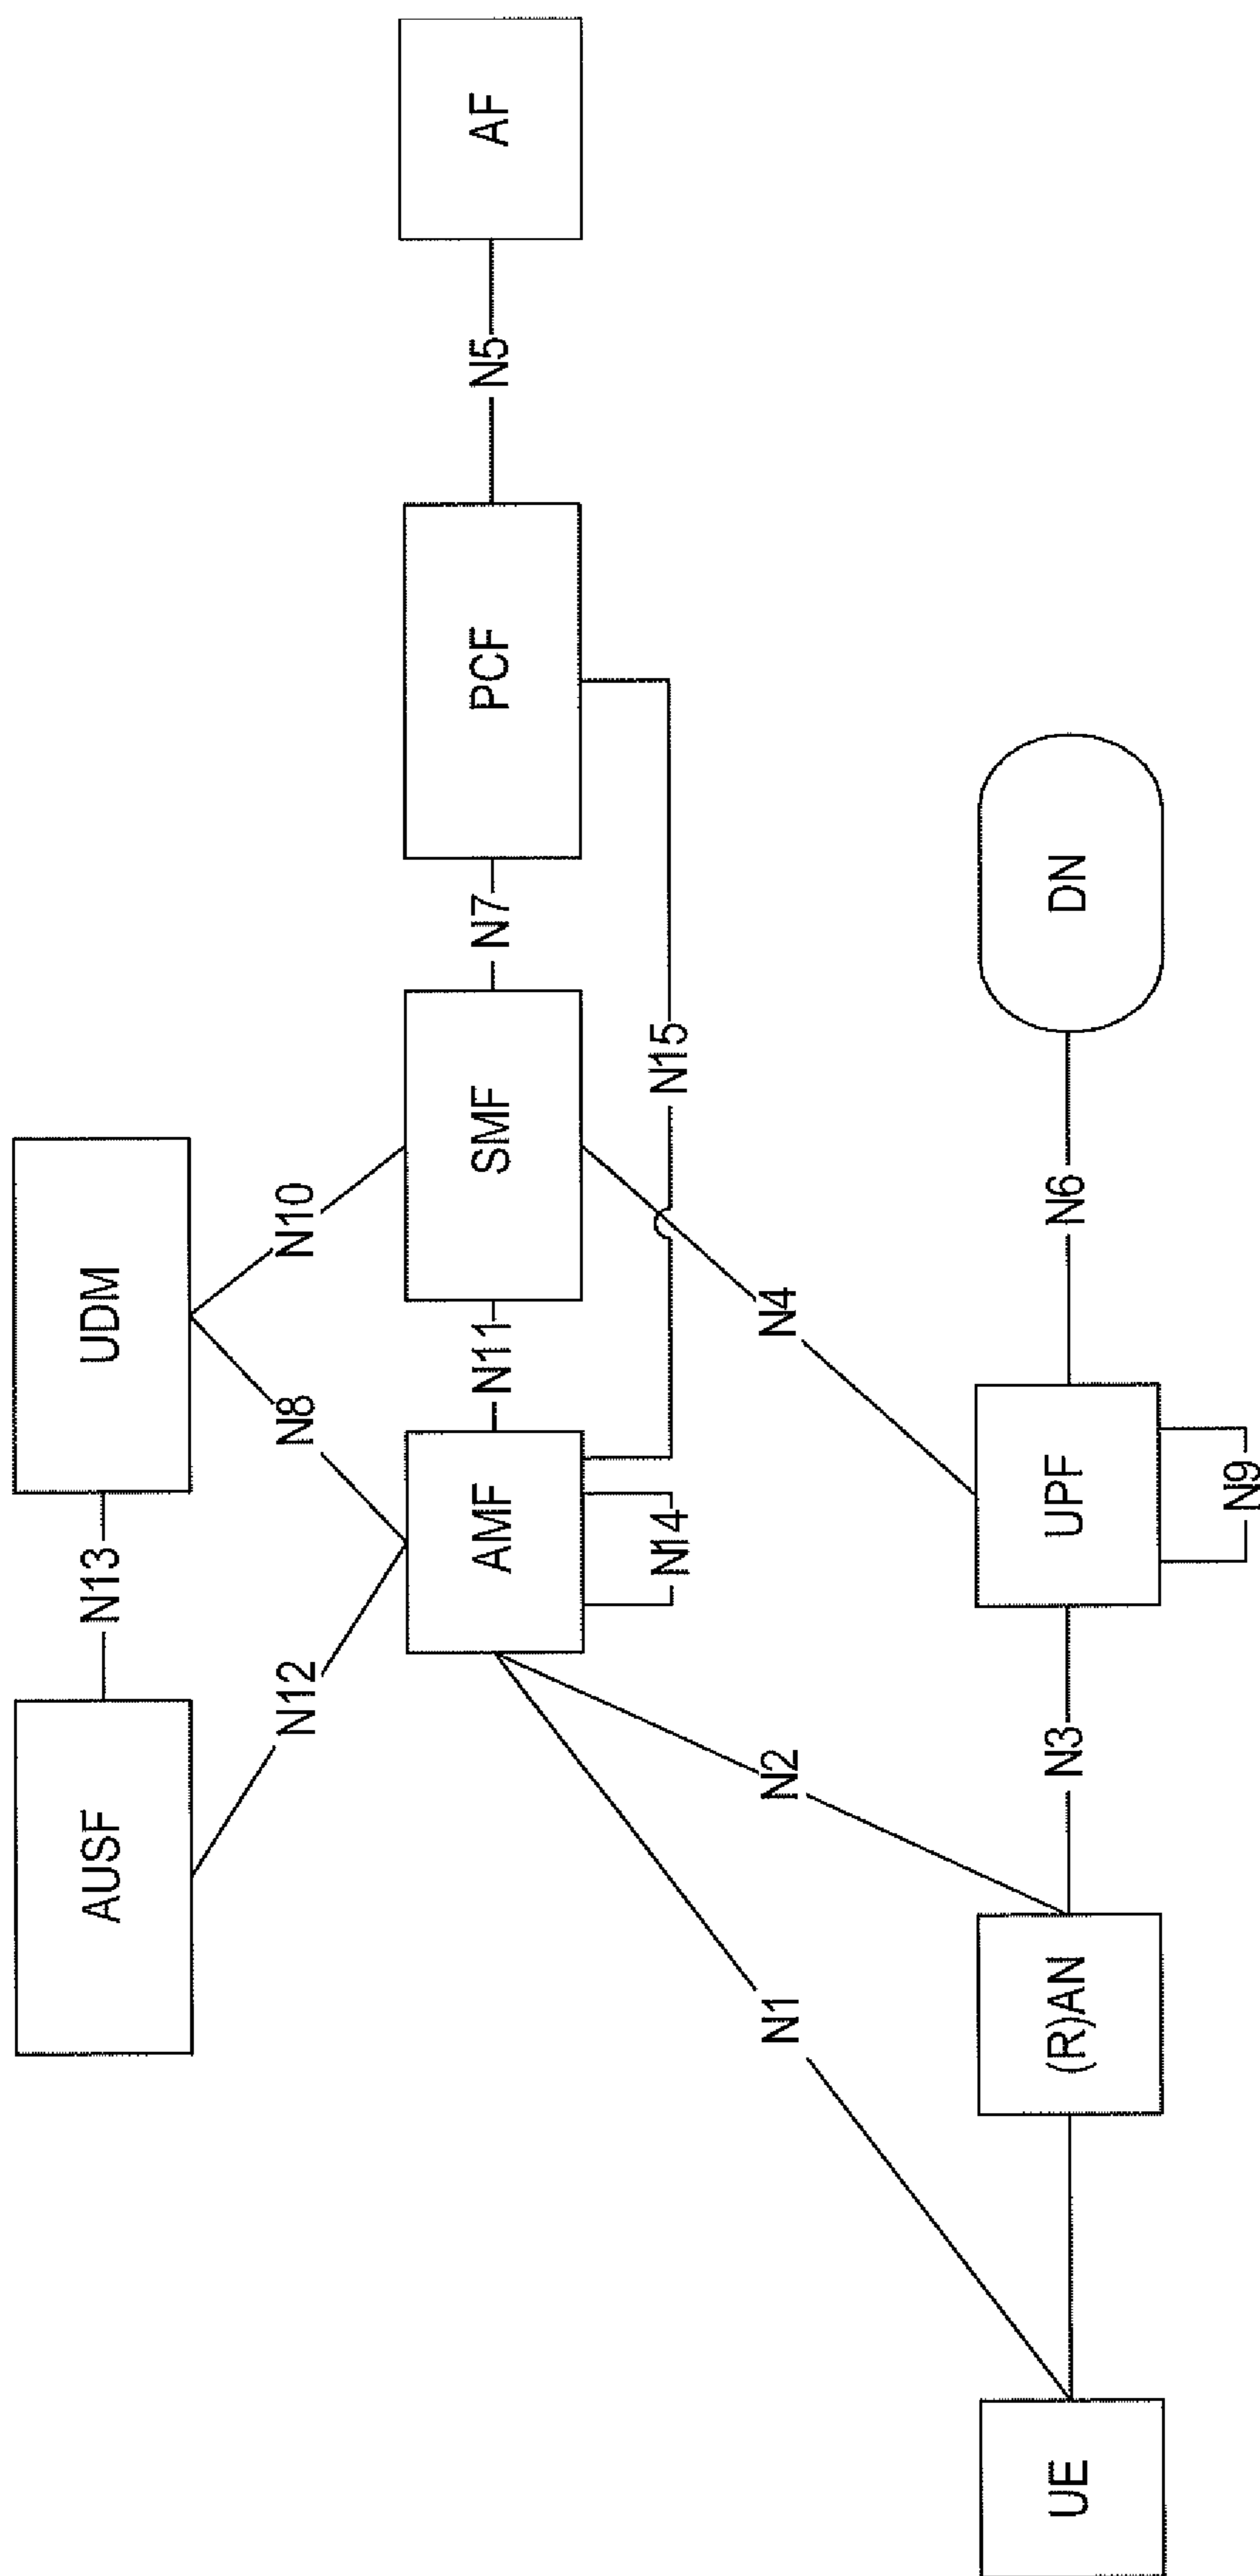 AUSF
N13
UDM
N12
N8
N10
AMF
N11
SMF
N7
PCF
N5
AF
N14
N15
N1
N2
N4
UE
(R)AN
N3
UPF
N6
DN
N9